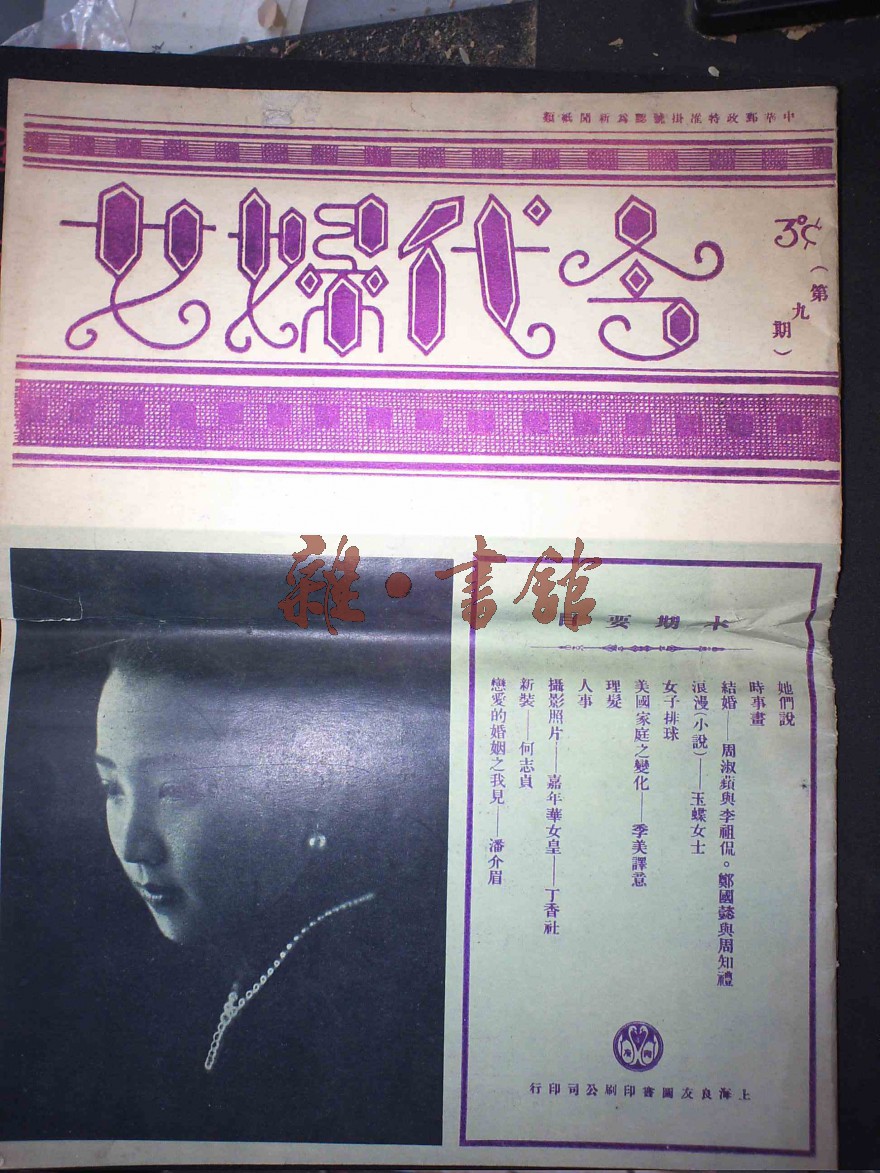 中華郵政特准掛號認爲新聞紙類
今代婦女
30¢
（第九期）
雜·書館
本期要目
她們說
時事畫
結婚——周淑蘋與李祖侃。鄭國懿與周知禮
浪漫（小說）——玉蝶女士
女子排球
美國家庭之變化——季美譯意
理髮
人事
攝影照片——嘉年華女皇——丁香社
新裝——何志貞
戀愛的婚姻之我見——潘介眉
上海良友圖書印刷公司印行